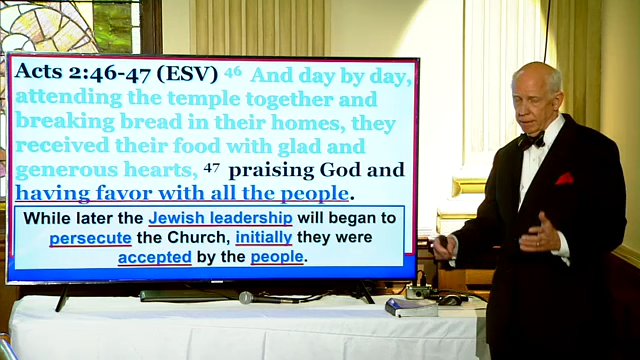 Acts 2:46-47 (ESV) 46 And day by day,
attending the temple together and
breaking bread in their homes, they
received their food with glad and
generous hearts, 47 praising God and
having favor with all the people.
While later the Jewish leadership will began to
persecute the Church, initially they were
accepted by the people.